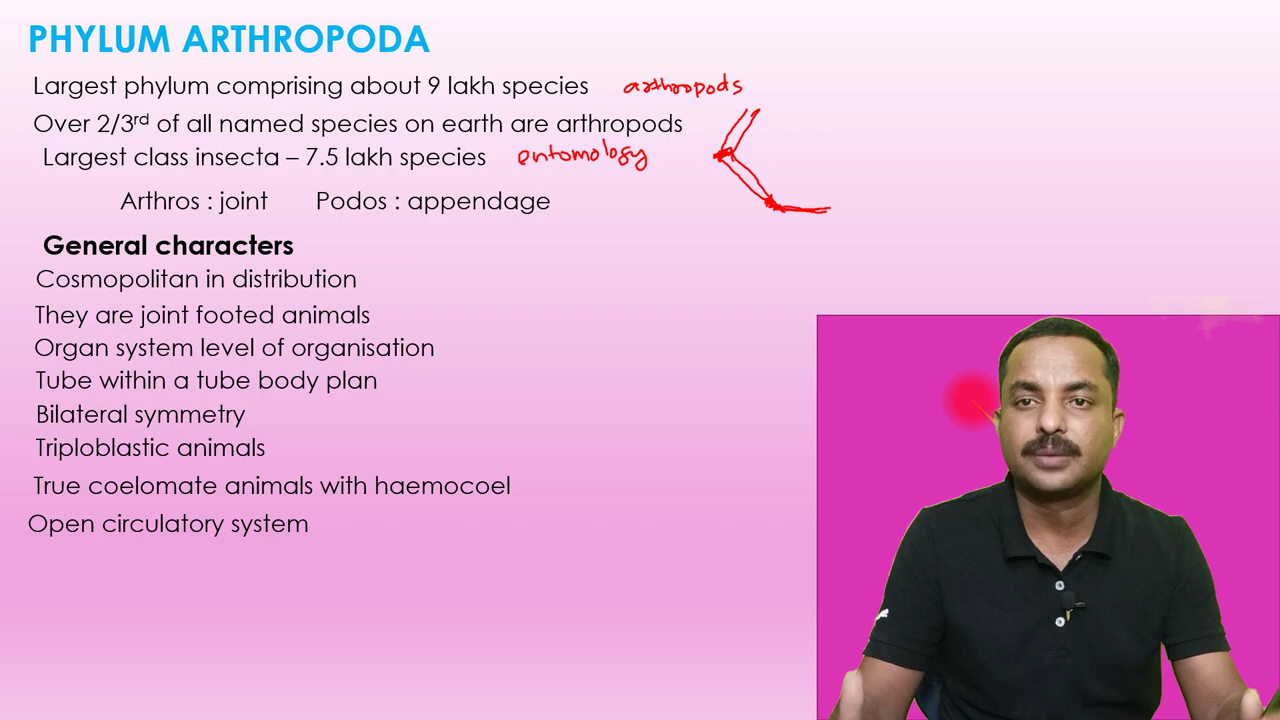 PHYLUM ARTHROPODA
Largest phylum comprising about 9 lakh species arthropods
Over 2/3rd of all named species on earth are arthropods
Largest class insecta – 7.5 lakh species entomology
Arthros : joint Podos : appendage
General characters
Cosmopolitan in distribution
They are joint footed animals
Organ system level of organisation
Tube within a tube body plan
Bilateral symmetry
Triploblastic animals
True coelomate animals with haemocoel
Open circulatory system